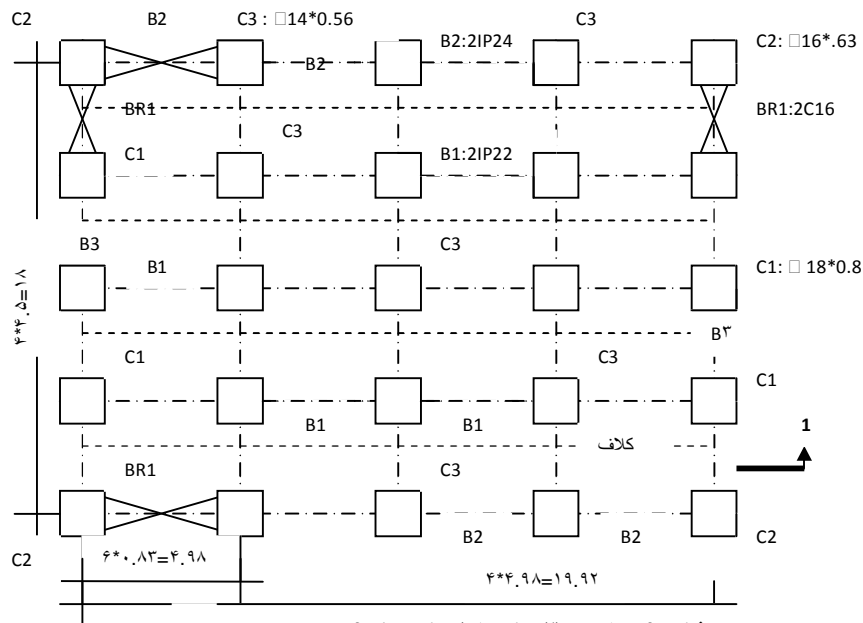 C2 B2 C3 : □14*0.56 C3
B2:2IP24 C2: □16*.63
B2
BR1 BR1:2C16
C3
C1 B1:2IP22
B3 C3
B1 C1: □ 18*0.8
۴*۴.۵=۱۸
B۳
C1 C3
C1
B1 B1
کلاف
1
BR1 C3
B2 B2
C2 C2
۶*۰.۸۳=۴.۹۸
۴*۴.۹۸=۱۹.۹۲